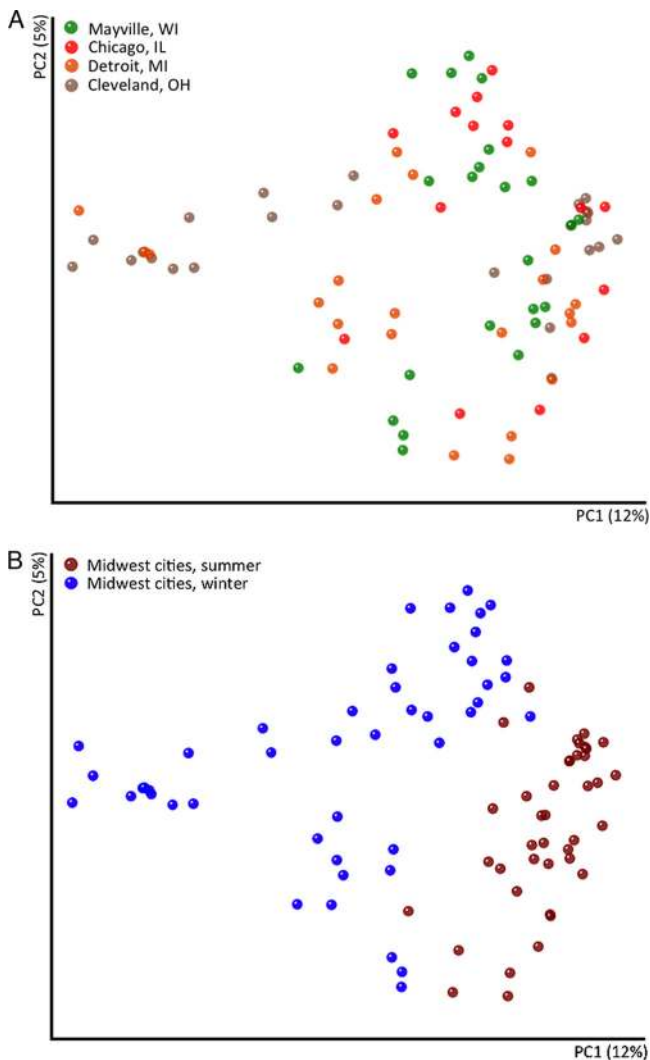 A
PC2 (5%)
Mayville, WI
Chicago, IL
Detroit, MI
Cleveland, OH
PC1 (12%)
B
PC2 (5%)
Midwest cities, summer
Midwest cities, winter
PC1 (12%)